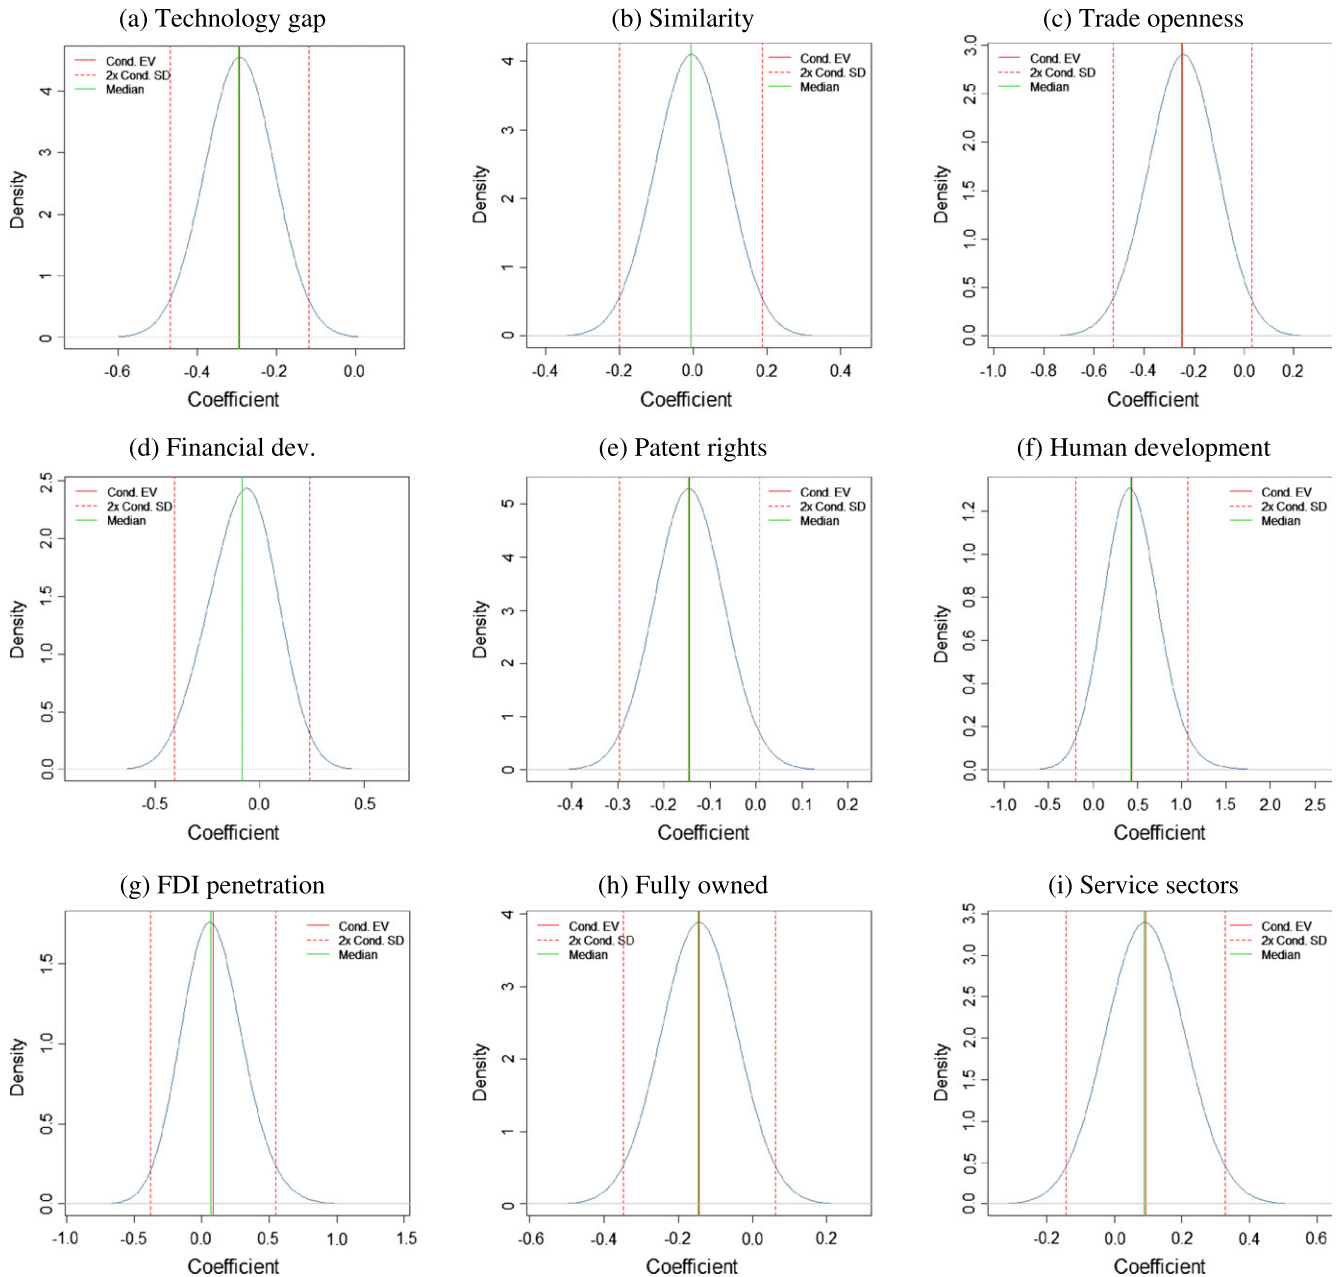 (a) Technology gap
Cond. EV
2x Cond. SD
Median
Density
0
1
2
3
4
-0.6
-0.4
-0.2
0.0
Coefficient
(b) Similarity
Cond. EV
2x Cond. SD
Median
Density
0
1
2
3
4
-0.4
-0.2
0.0
0.2
0.4
Coefficient
(c) Trade openness
Cond. EV
2x Cond. SD
Median
Density
0.0
0.5
1.0
1.5
2.0
2.5
3.0
-1.0
-0.8
-0.6
-0.4
-0.2
0.0
0.2
Coefficient
(d) Financial dev.
Cond. EV
2x Cond. SD
Median
Density
0.0
0.5
1.0
1.5
2.0
2.5
-0.5
0.0
0.5
Coefficient
(e) Patent rights
Cond. EV
2x Cond. SD
Median
Density
0
1
2
3
4
5
-0.4
-0.3
-0.2
-0.1
0.0
0.1
0.2
Coefficient
(f) Human development
Cond. EV
2x Cond. SD
Median
Density
0.0
0.2
0.4
0.6
0.8
1.0
1.2
-1.0
-0.5
0.0
0.5
1.0
1.5
2.0
2.5
Coefficient
(g) FDI penetration
Cond. EV
2x Cond. SD
Median
Density
0.0
0.5
1.0
1.5
-1.0
-0.5
0.0
0.5
1.0
1.5
Coefficient
(h) Fully owned
Cond. EV
2x Cond. SD
Median
Density
0
1
2
3
4
-0.6
-0.4
-0.2
0.0
0.2
Coefficient
(i) Service sectors
Cond. EV
2x Cond. SD
Median
Density
0.0
0.5
1.0
1.5
2.0
2.5
3.0
3.5
-0.2
0.0
0.2
0.4
0.6
Coefficient